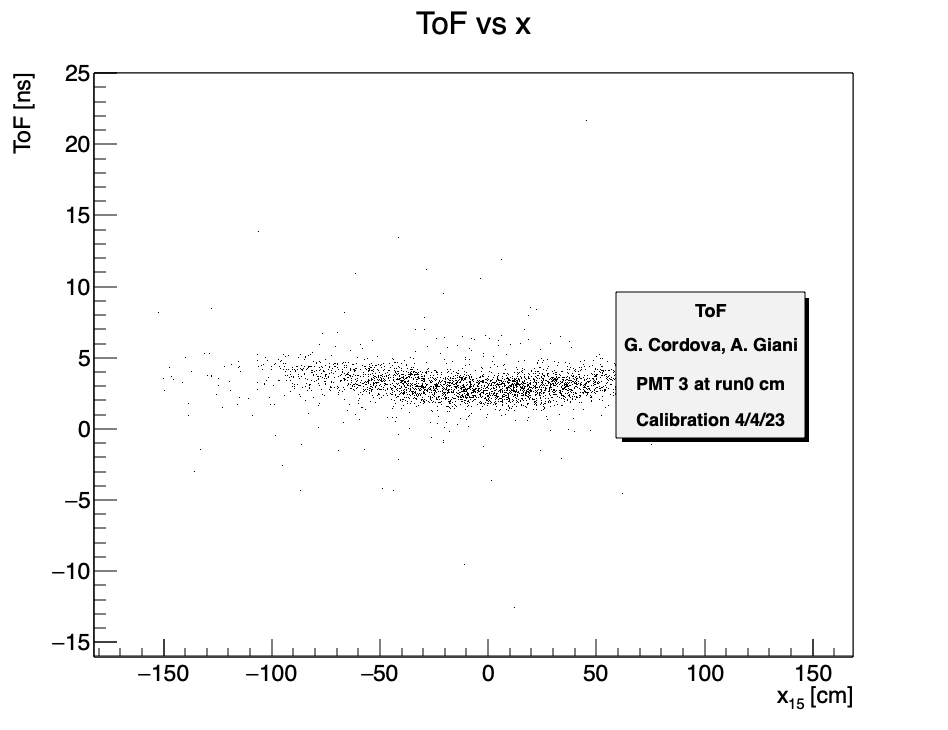 ToF vs x
ToF [ns]
25
20
15
10
5
0
−5
−10
−15
ToF
G. Cordova, A. Giani
PMT 3 at run0 cm
Calibration 4/4/23
−150 −100 −50 0 50 100 150
x₁₅ [cm]